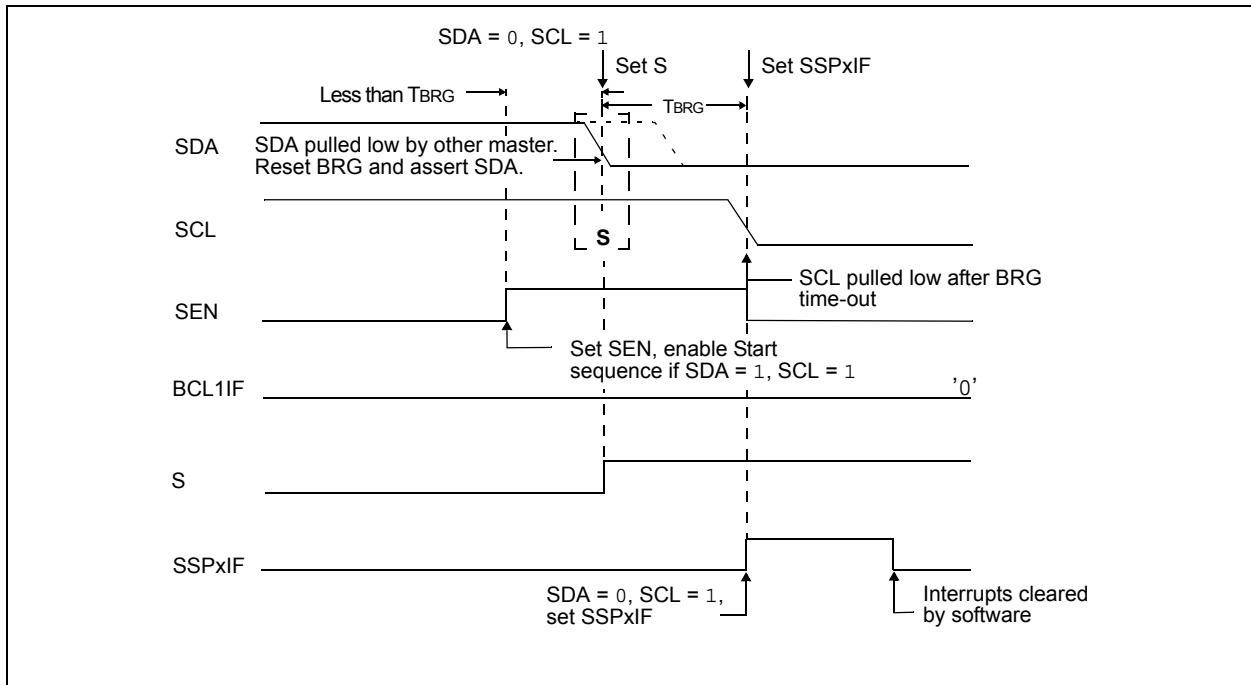 SDA = 0, SCL = 1
Set S
Set SSPxIF
Less than TBRG
TBRG
SDA
SDA pulled low by other master.
Reset BRG and assert SDA.
SCL
S
SCL pulled low after BRG
time-out
SEN
Set SEN, enable Start
sequence if SDA = 1, SCL = 1
BCL1IF
'0'
S
SSPxIF
SDA = 0, SCL = 1,
set SSPxIF
Interrupts cleared
by software